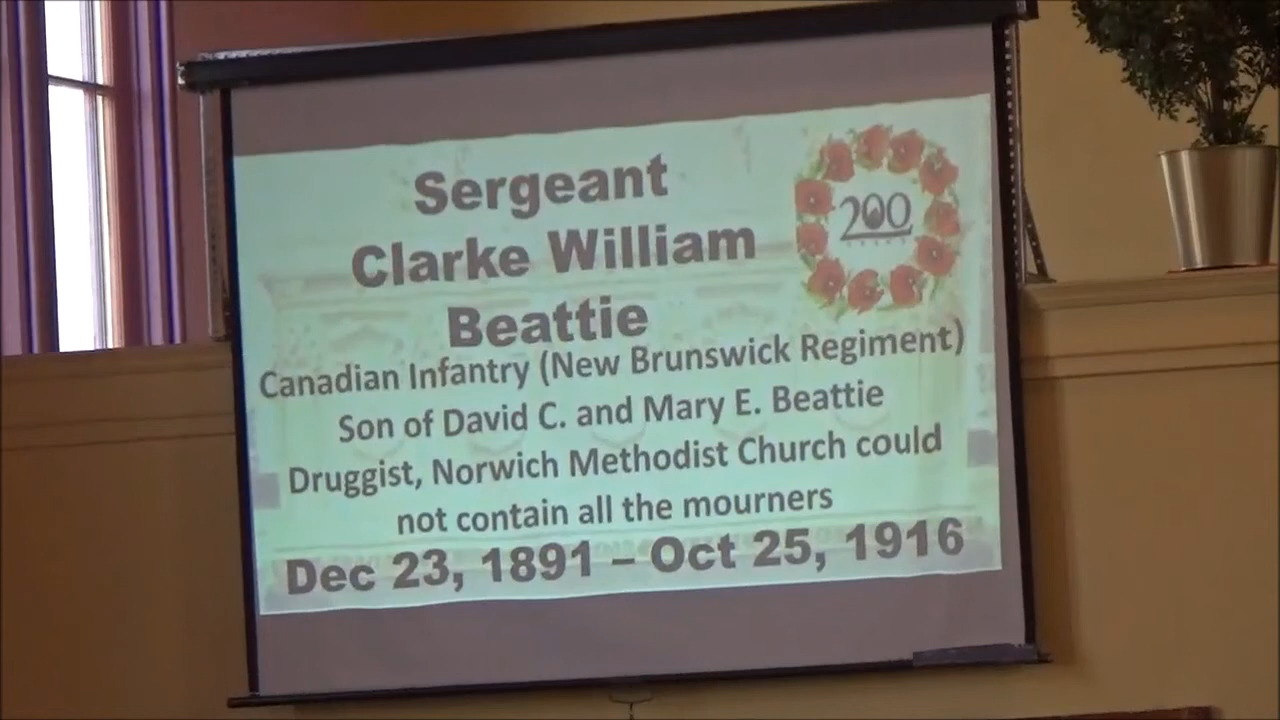 Sergeant
Clarke William
Beattie
200
Canadian Infantry (New Brunswick Regiment)
Son of David C. and Mary E. Beattie
Druggist, Norwich Methodist Church could
not contain all the mourners
Dec 23, 1891 – Oct 25, 1916